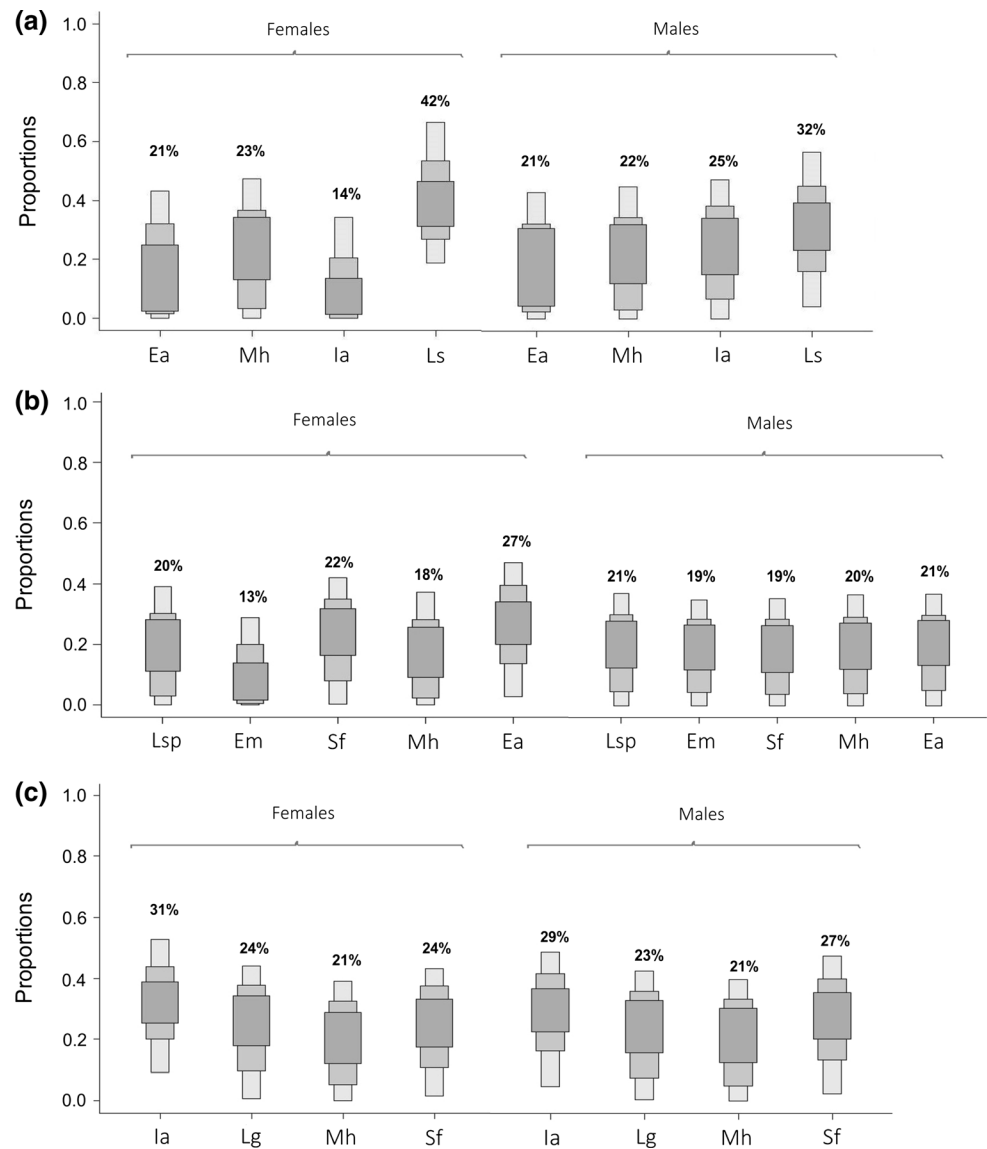 (a)
Females Males
1.0
0.8
0.6
0.4
0.2
0.0
Proportions
21% 23% 14% 42% 21% 22% 25% 32%
Ea Mh Ia Ls Ea Mh Ia Ls
(b)
Females Males
1.0
0.8
0.6
0.4
0.2
0.0
Proportions
20% 13% 22% 18% 27% 21% 19% 19% 20% 21%
Lsp Em Sf Mh Ea Lsp Em Sf Mh Ea
(c)
Females Males
1.0
0.8
0.6
0.4
0.2
0.0
Proportions
31% 24% 21% 24% 29% 23% 21% 27%
Ia Lg Mh Sf Ia Lg Mh Sf